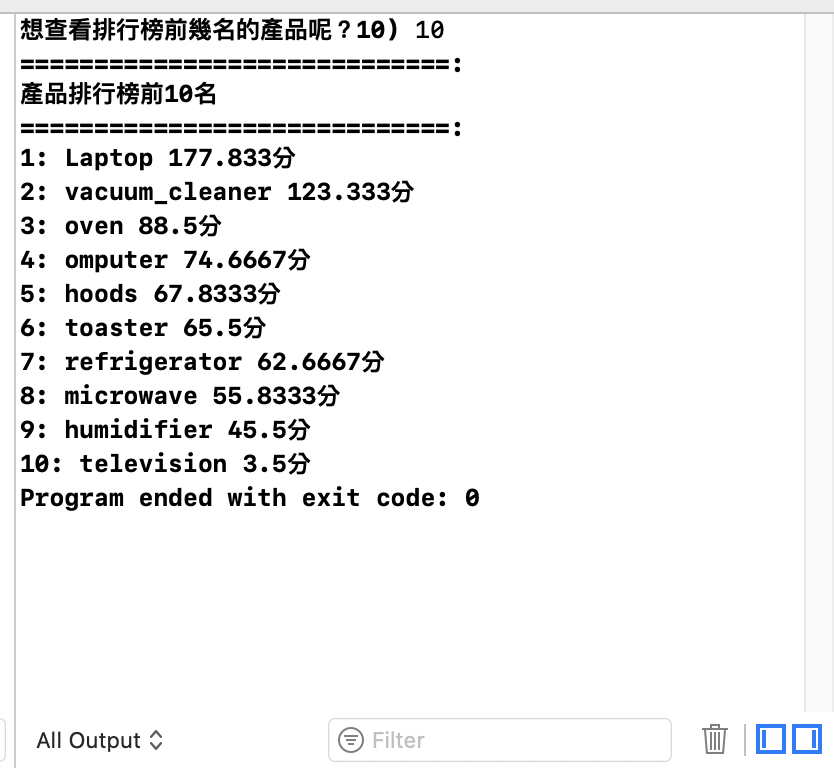 想查看排行榜前幾名的產品呢？10) 10
=============================:
產品排行榜前10名
=============================:
1: Laptop 177.833分
2: vacuum_cleaner 123.333分
3: oven 88.5分
4: omputer 74.6667分
5: hoods 67.8333分
6: toaster 65.5分
7: refrigerator 62.6667分
8: microwave 55.8333分
9: humidifier 45.5分
10: television 3.5分
Program ended with exit code: 0
All Output
Filter